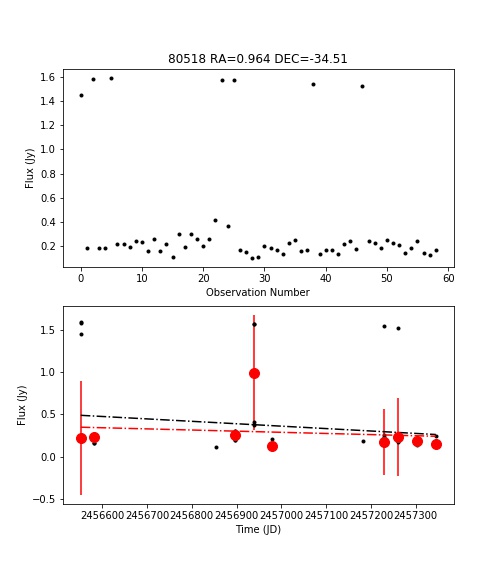 80518 RA=0.964 DEC=-34.51
1.6
1.4
1.2
1.0
0.8
0.6
0.4
0.2
Flux (Jy)
0 10 20 30 40 50 60
Observation Number
1.5
1.0
0.5
0.0
−0.5
Flux (Jy)
2456600 2456700 2456800 2456900 2457000 2457100 2457200 2457300
Time (JD)